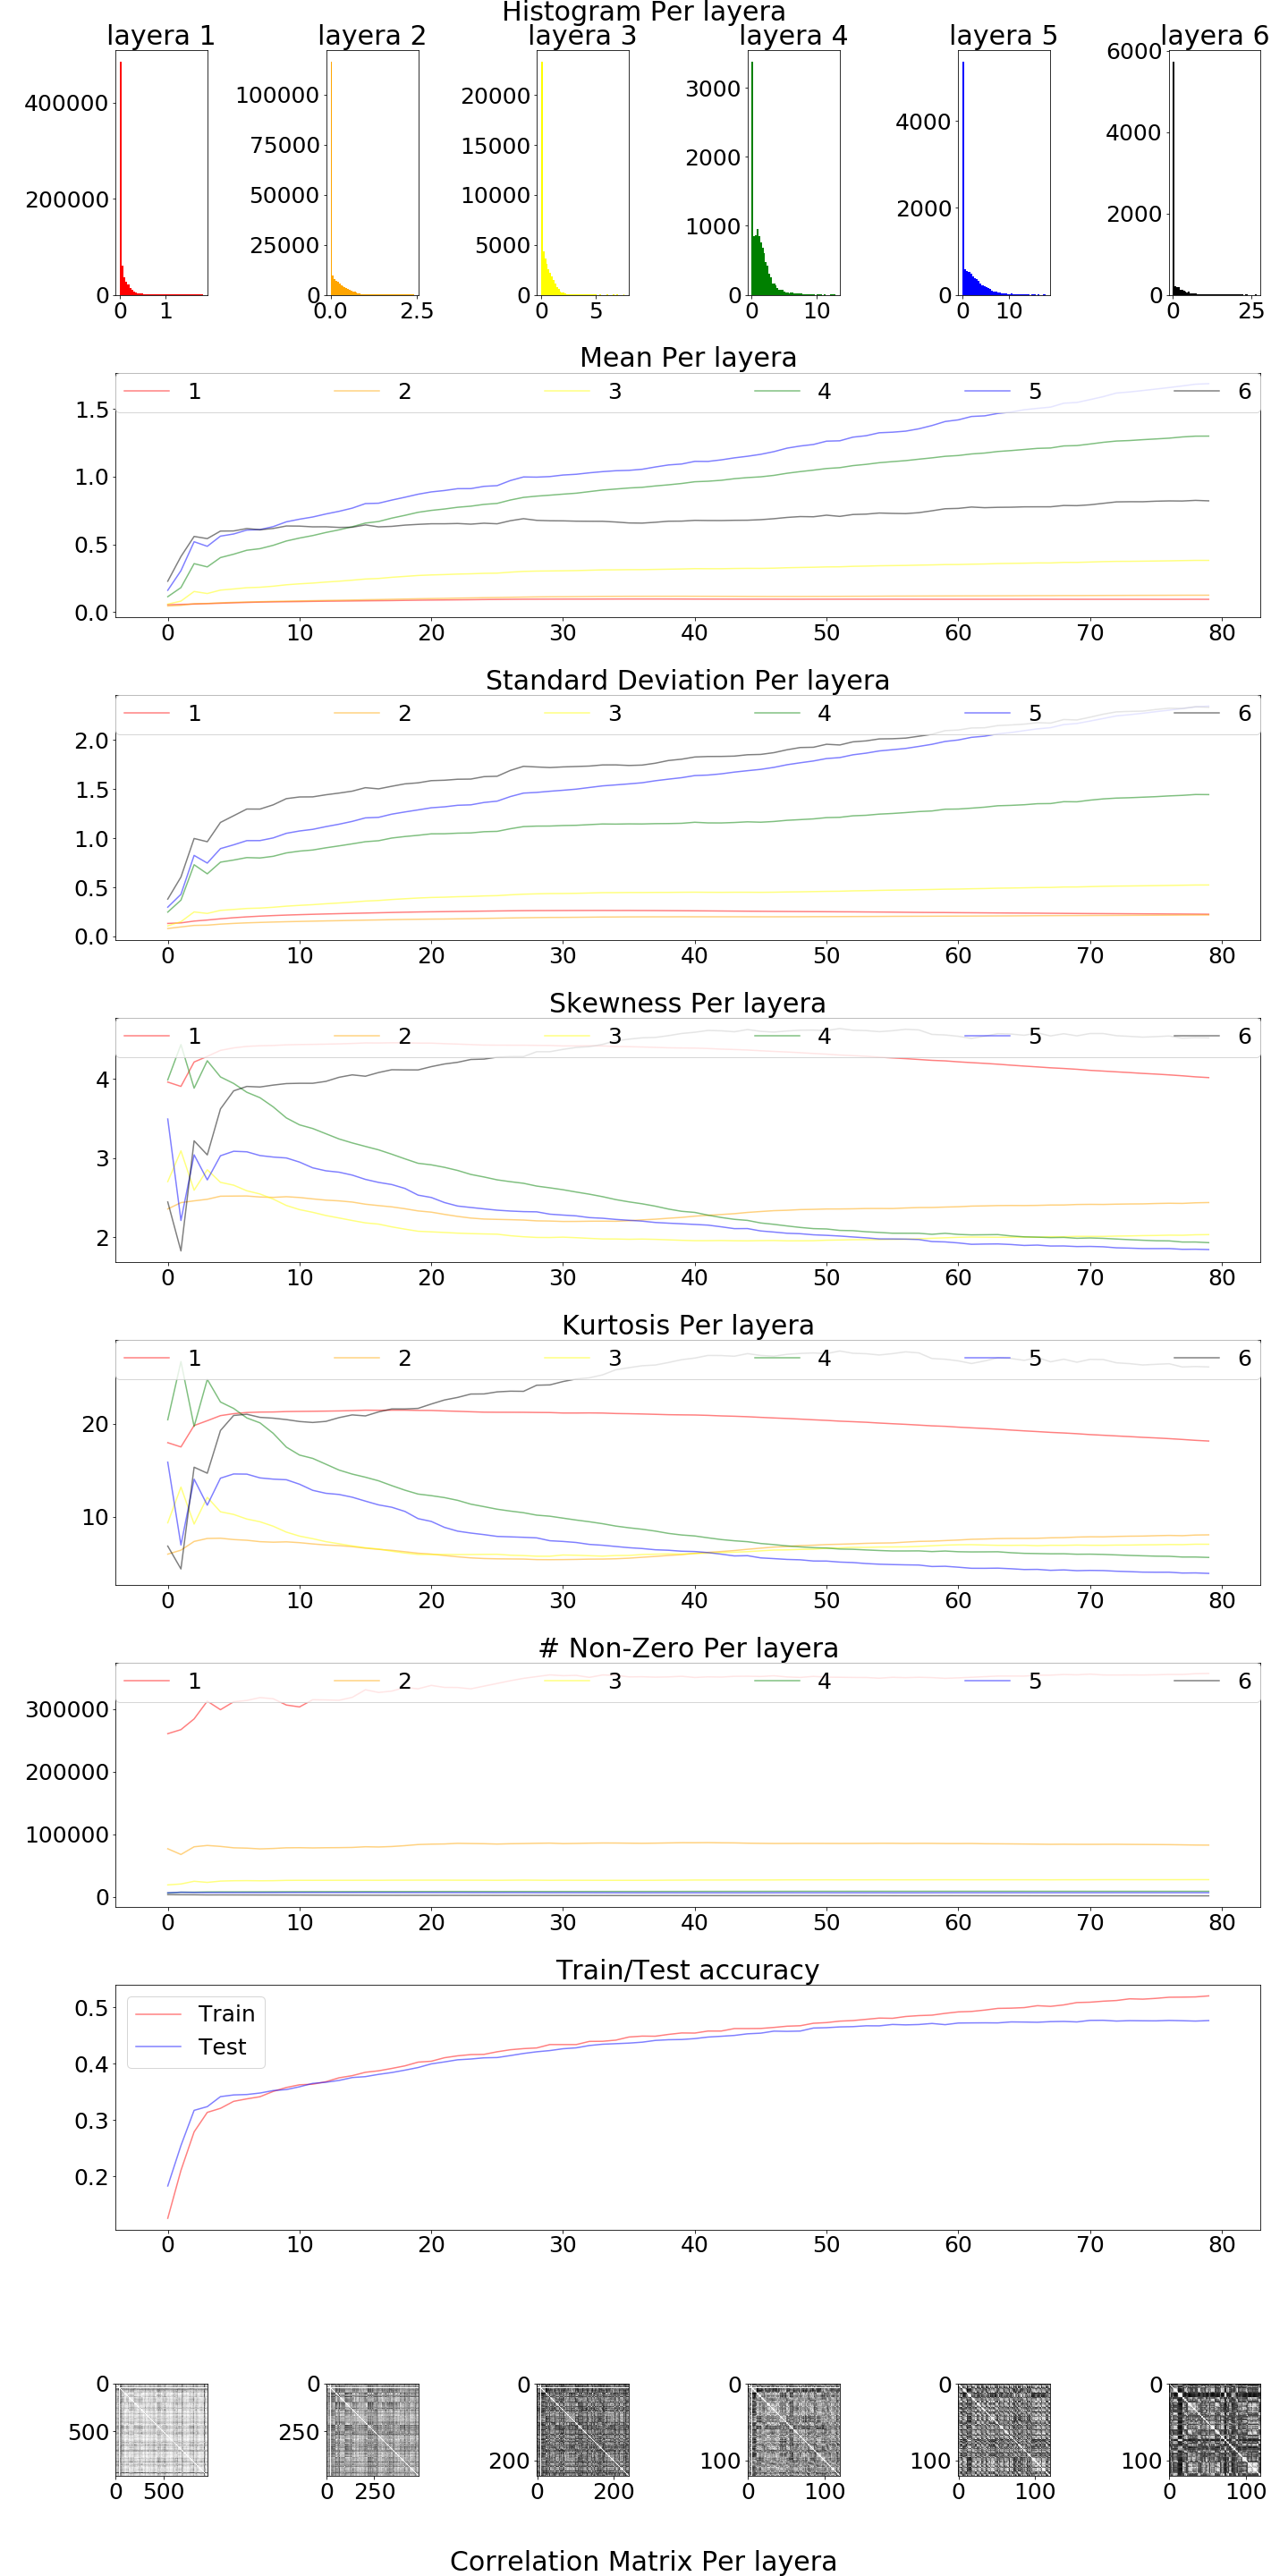 Histogram Per layera
layera 1 layera 2 layera 3 layera 4 layera 5 layera 6
400000 200000 0 0 1
100000 75000 50000 25000 0 0.0 2.5
20000 15000 10000 5000 0 0 5
3000 2000 1000 0 0 10
4000 2000 0 0 10
6000 4000 2000 0 0 25
Mean Per layera
1 2 3 4 5 6
1.5
1.0
0.5
0.0
0 10 20 30 40 50 60 70 80
Standard Deviation Per layera
1 2 3 4 5 6
2.0
1.5
1.0
0.5
0.0
0 10 20 30 40 50 60 70 80
Skewness Per layera
1 2 3 4 5 6
4
3
2
0 10 20 30 40 50 60 70 80
Kurtosis Per layera
1 2 3 4 5 6
20
10
0 10 20 30 40 50 60 70 80
# Non-Zero Per layera
1 2 3 4 5 6
300000
200000
100000
0
0 10 20 30 40 50 60 70 80
Train/Test accuracy
Train
Test
0.5
0.4
0.3
0.2
0 10 20 30 40 50 60 70 80
0 500 0 500
0 250 0 250
0 200 0 200
0 100 0 100
0 100 0 100
0 100 0 100
Correlation Matrix Per layera